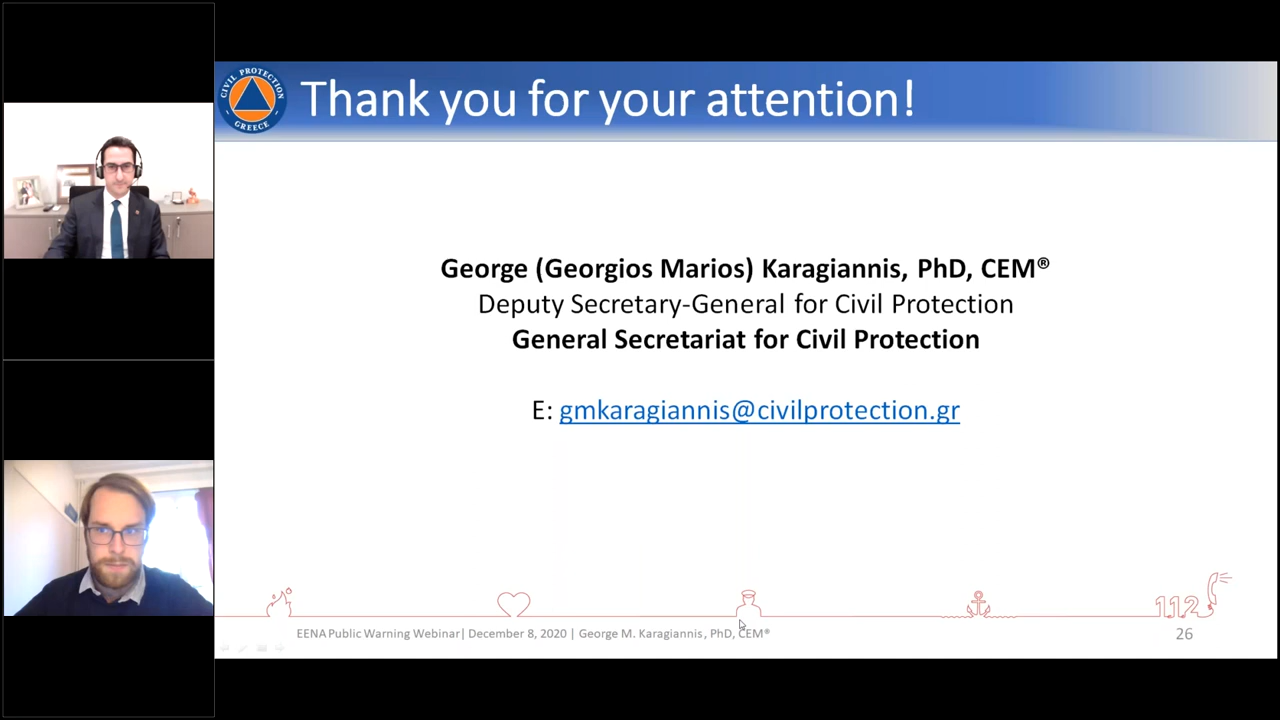 CIVIL PROTECTION
GREECE
Thank you for your attention!
George (Georgios Marios) Karagiannis, PhD, CEM®
Deputy Secretary-General for Civil Protection
General Secretariat for Civil Protection
E: gmkaragiannis@civilprotection.gr
112
EENA Public Warning Webinar| December 8, 2020 | George M. Karagiannis, PhD, CEM®
26